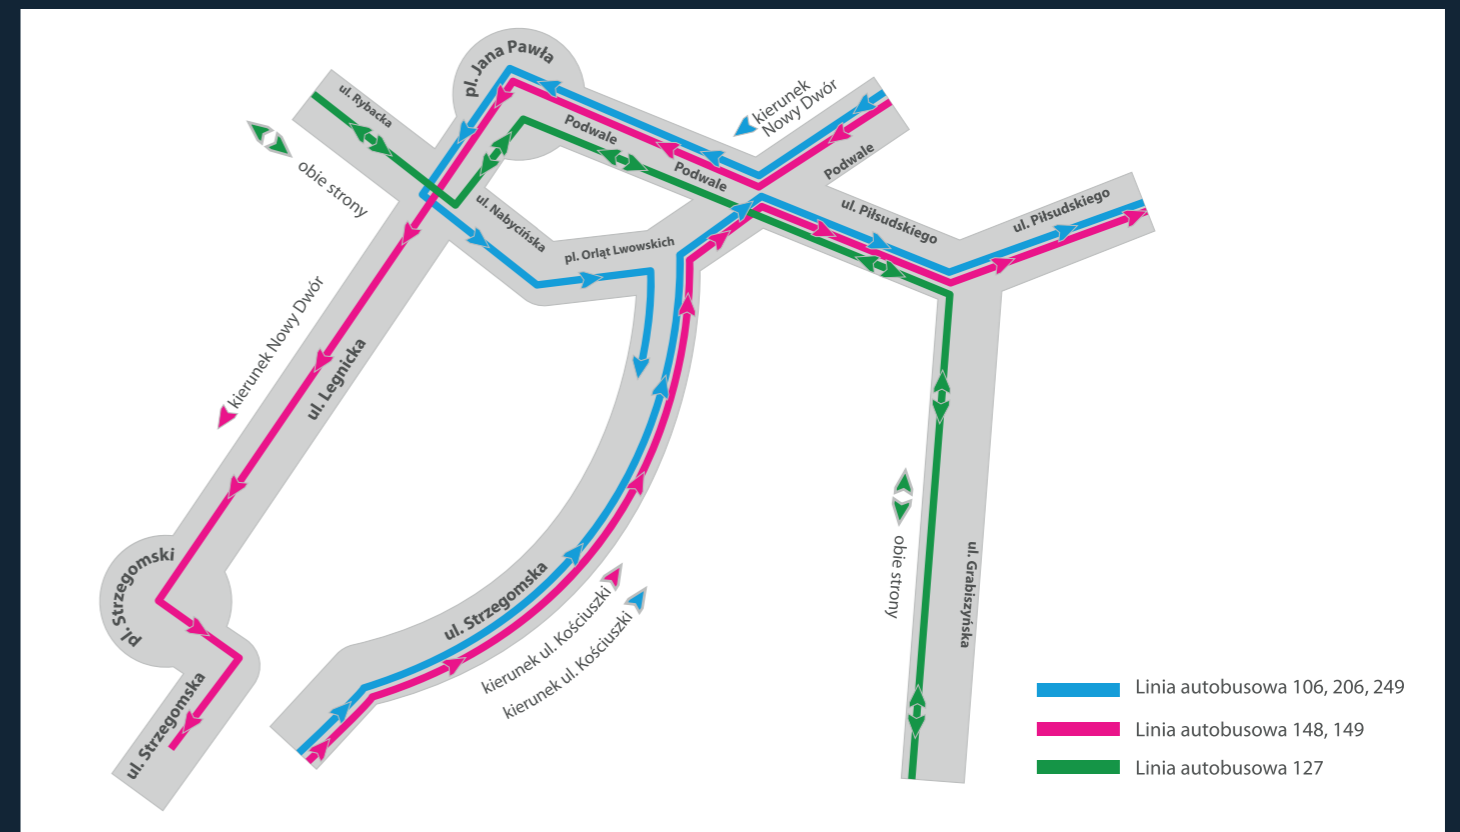 pl. Jana Pawła
ul. Rybacka
kierunek
Nowy Dwór
Podwale
Podwale
Podwale
obie strony
ul. Nabycińska
ul. Piłsudskiego
ul. Piłsudskiego
pl. Orląt Lwowskich
kierunek Nowy Dwór
ul. Legnicka
pl. Strzegomski
ul. Strzegomska
ul. Strzegomska
kierunek ul. Kościuszki
kierunek ul. Kościuszki
obie strony
ul. Grabiszyńska
Linia autobusowa 106, 206, 249
Linia autobusowa 148, 149
Linia autobusowa 127